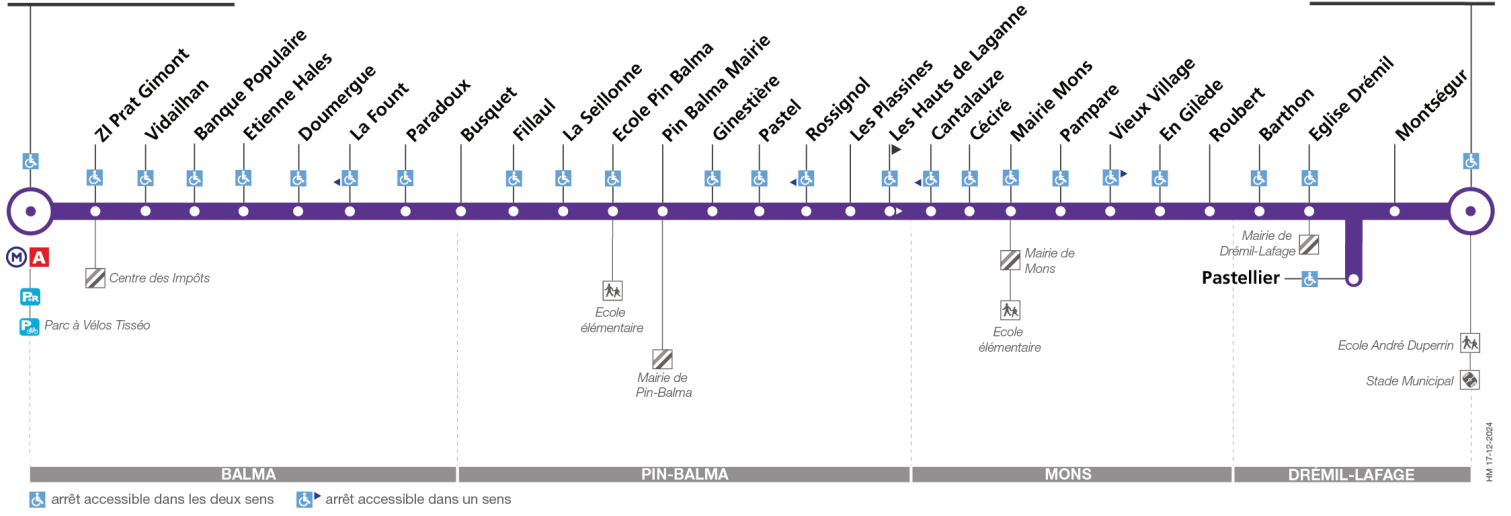 ZI Prat Gimont
Vidailhan
Banque Populaire
Etienne Hales
Doumergue
La Fount
Paradoux
Busquet
Fillaul
La Seillonne
Ecole Pin Balma
Pin Balma Mairie
Ginestière
Pastel
Rossignol
Les Plassines
Les Hauts de Laganne
Cantalauze
Céciré
Mairie Mons
Pampare
Vieux Village
En Gilède
Roubert
Barthon
Eglise Drémil
Montségur
M A
P+R
P
Parc à Vélos Tisséo
Centre des Impôts
Ecole
élémentaire
Mairie de
Pin-Balma
Mairie de
Mons
Ecole
élémentaire
Mairie de
Drémil-Lafage
Pastellier
Ecole André Duperrin
Stade Municipal
BALMA
PIN-BALMA
MONS
DRÉMIL-LAFAGE
arrêt accessible dans les deux sens
arrêt accessible dans un sens
HM 17-12-2024